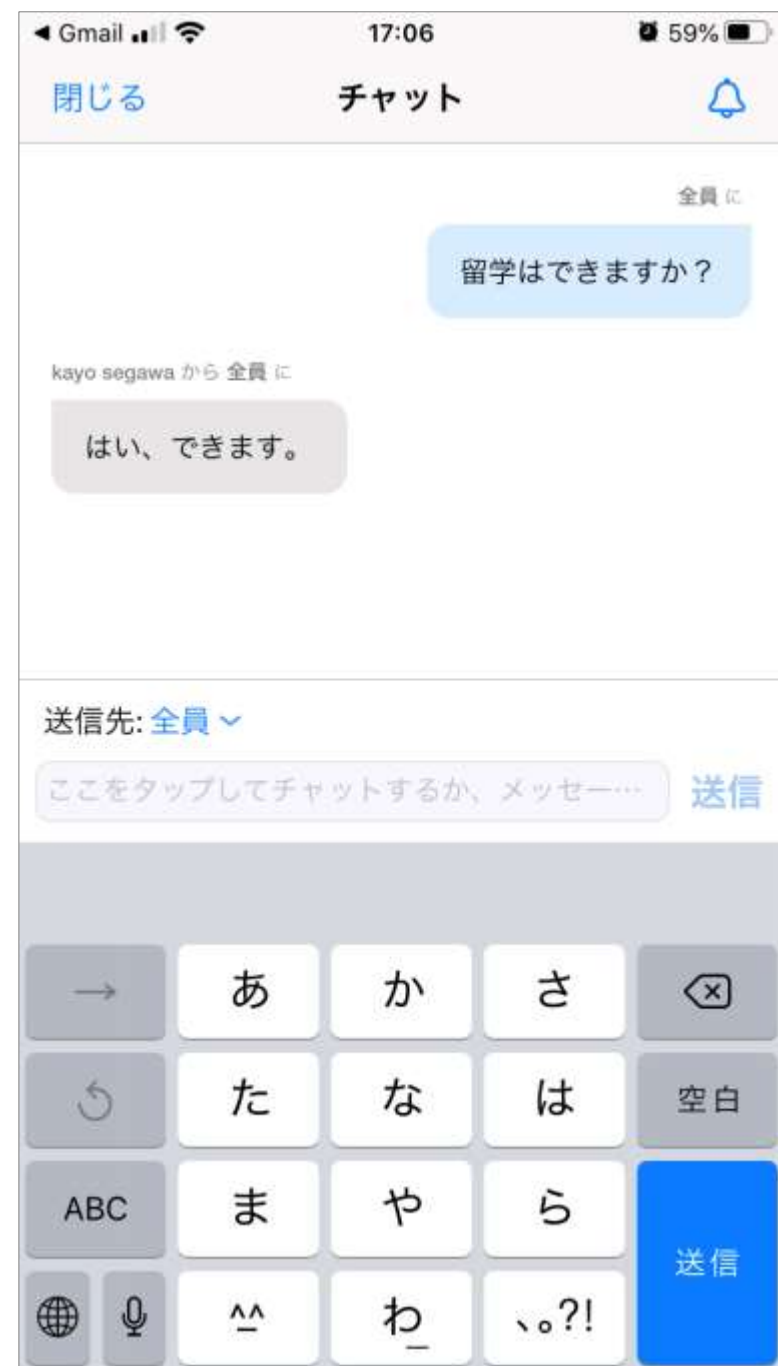 ◀ Gmail 17:06 59%
閉じる チャット
全員 に
留学はできますか？
kayo segawa から 全員 に
はい、できます。
送信先: 全員
ここをタップしてチャットするか、メッセー… 送信
→ あ か さ
た な は 空白
ABC ま や ら 送信
^^ わ 、。?!